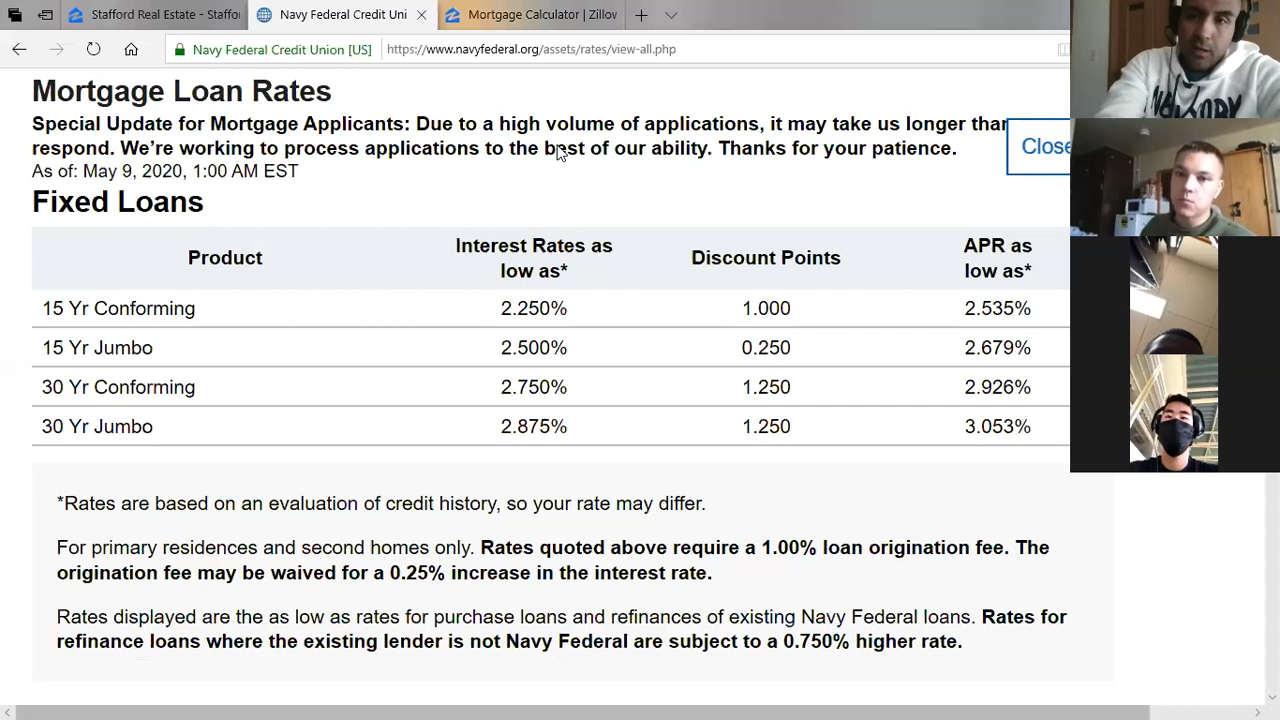 Stafford Real Estate - Staffor
Navy Federal Credit Uni
Mortgage Calculator | Zillov
Navy Federal Credit Union [US]
https://www.navyfederal.org/assets/rates/view-all.php
Mortgage Loan Rates
Special Update for Mortgage Applicants: Due to a high volume of applications, it may take us longer than
respond. We're working to process applications to the best of our ability. Thanks for your patience.
Close
As of: May 9, 2020, 1:00 AM EST
Fixed Loans
Product Interest Rates as low as* Discount Points APR as low as*
15 Yr Conforming 2.250% 1.000 2.535%
15 Yr Jumbo 2.500% 0.250 2.679%
30 Yr Conforming 2.750% 1.250 2.926%
30 Yr Jumbo 2.875% 1.250 3.053%
*Rates are based on an evaluation of credit history, so your rate may differ.
For primary residences and second homes only. Rates quoted above require a 1.00% loan origination fee. The
origination fee may be waived for a 0.25% increase in the interest rate.
Rates displayed are the as low as rates for purchase loans and refinances of existing Navy Federal loans. Rates for
refinance loans where the existing lender is not Navy Federal are subject to a 0.750% higher rate.